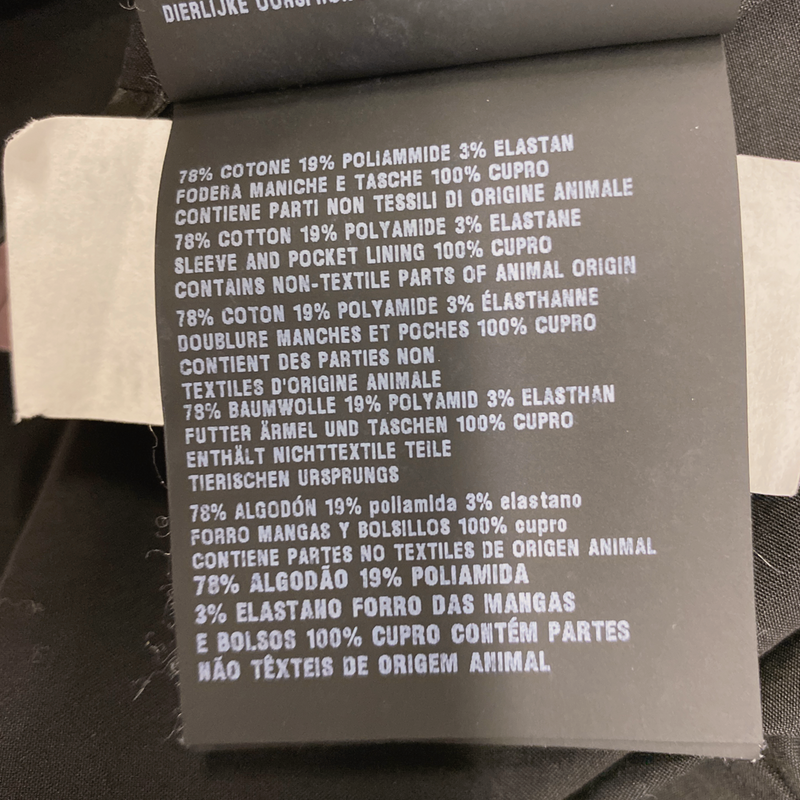 DIERLIJKE
78% COTONE 19% POLIAMMIDE 3% ELASTAN
FODERA MANICHE E TASCHE 100% CUPRO
CONTIENE PARTI NON TESSILI DI ORIGINE ANIMALE
78% COTTON 19% POLYAMIDE 3% ELASTANE
SLEEVE AND POCKET LINING 100% CUPRO
CONTAINS NON-TEXTILE PARTS OF ANIMAL ORIGIN
78% COTON 19% POLYAMIDE 3% ÉLASTHANNE
DOUBLURE MANCHES ET POCHES 100% CUPRO
CONTIENT DES PARTIES NON
TEXTILES D'ORIGINE ANIMALE
78% BAUMWOLLE 19% POLYAMID 3% ELASTHAN
FUTTER ÄRMEL UND TASCHEN 100% CUPRO
ENTHÄLT NICHTTEXTILE TEILE
TIERISCHEN URSPRUNGS
78% ALGODÓN 19% poliamida 3% elastano
FORRO MANGAS Y BOLSILLOS 100% cupro
CONTIENE PARTES NO TEXTILES DE ORIGEN ANIMAL
78% ALGODÃO 19% POLIAMIDA
3% ELASTANO FORRO DAS MANGAS
E BOLSOS 100% CUPRO CONTÉM PARTES
NÃO TÊXTEIS DE ORIGEM ANIMAL